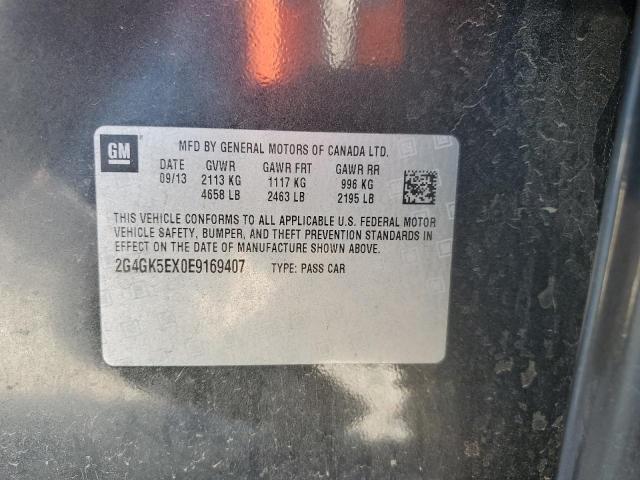 GM
MFD BY GENERAL MOTORS OF CANADA LTD.
DATE GVWR GAWR FRT GAWR RR
09/13 2113 KG 1117 KG 996 KG
4658 LB 2463 LB 2195 LB
THIS VEHICLE CONFORMS TO ALL APPLICABLE U.S. FEDERAL MOTOR
VEHICLE SAFETY, BUMPER, AND THEFT PREVENTION STANDARDS IN
EFFECT ON THE DATE OF MANUFACTURE SHOWN ABOVE.
2G4GK5EX0E9169407 TYPE: PASS CAR